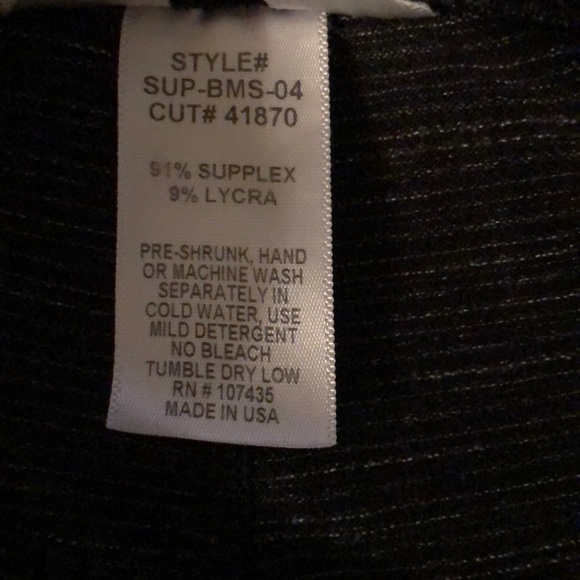 STYLE#
SUP-BMS-04
CUT# 41870
91% SUPPLEX
9% LYCRA
PRE-SHRUNK, HAND
OR MACHINE WASH
SEPARATELY IN
COLD WATER, USE
MILD DETERGENT
NO BLEACH
TUMBLE DRY LOW
RN # 107435
MADE IN USA